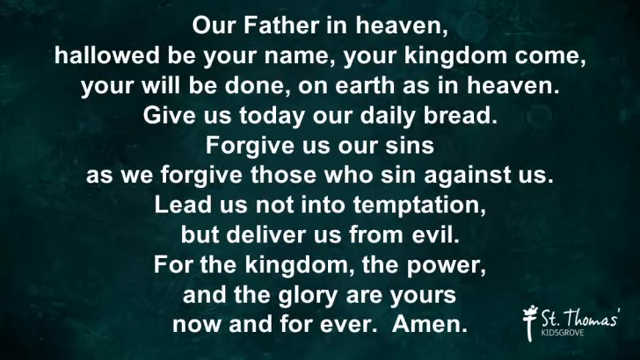 Our Father in heaven,
hallowed be your name, your kingdom come,
your will be done, on earth as in heaven.
Give us today our daily bread.
Forgive us our sins
as we forgive those who sin against us.
Lead us not into temptation,
but deliver us from evil.
For the kingdom, the power,
and the glory are yours
now and for ever.  Amen.
St. Thomas'
KIDSGROVE